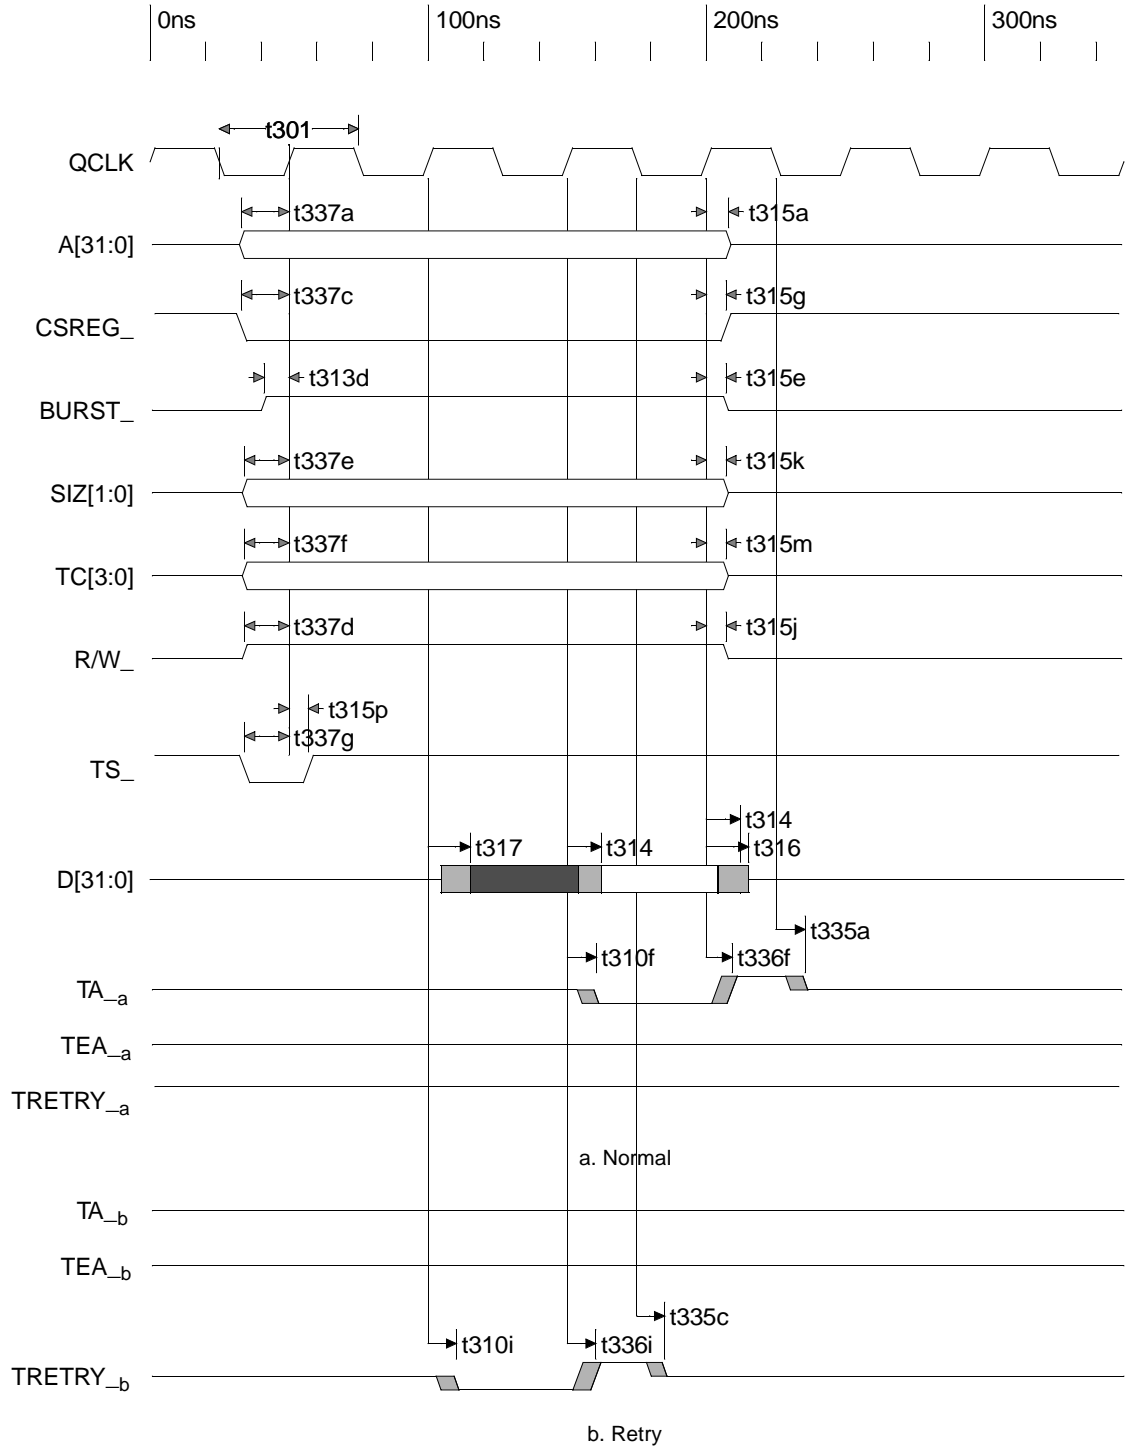 0ns 100ns 200ns 300ns
t301
QCLK
t337a t315a
A[31:0]
t337c t315g
CSREG_
t313d t315e
BURST_
t337e t315k
SIZ[1:0]
t337f t315m
TC[3:0]
t337d t315j
R/W_
t315p
t337g
TS_
t314
t317 t314 t316
D[31:0]
t335a
t310f t336f
TA_a
TEA_a
TRETRY_a
a. Normal
TA_b
TEA_b
t335c
t310i t336i
TRETRY_b
b. Retry